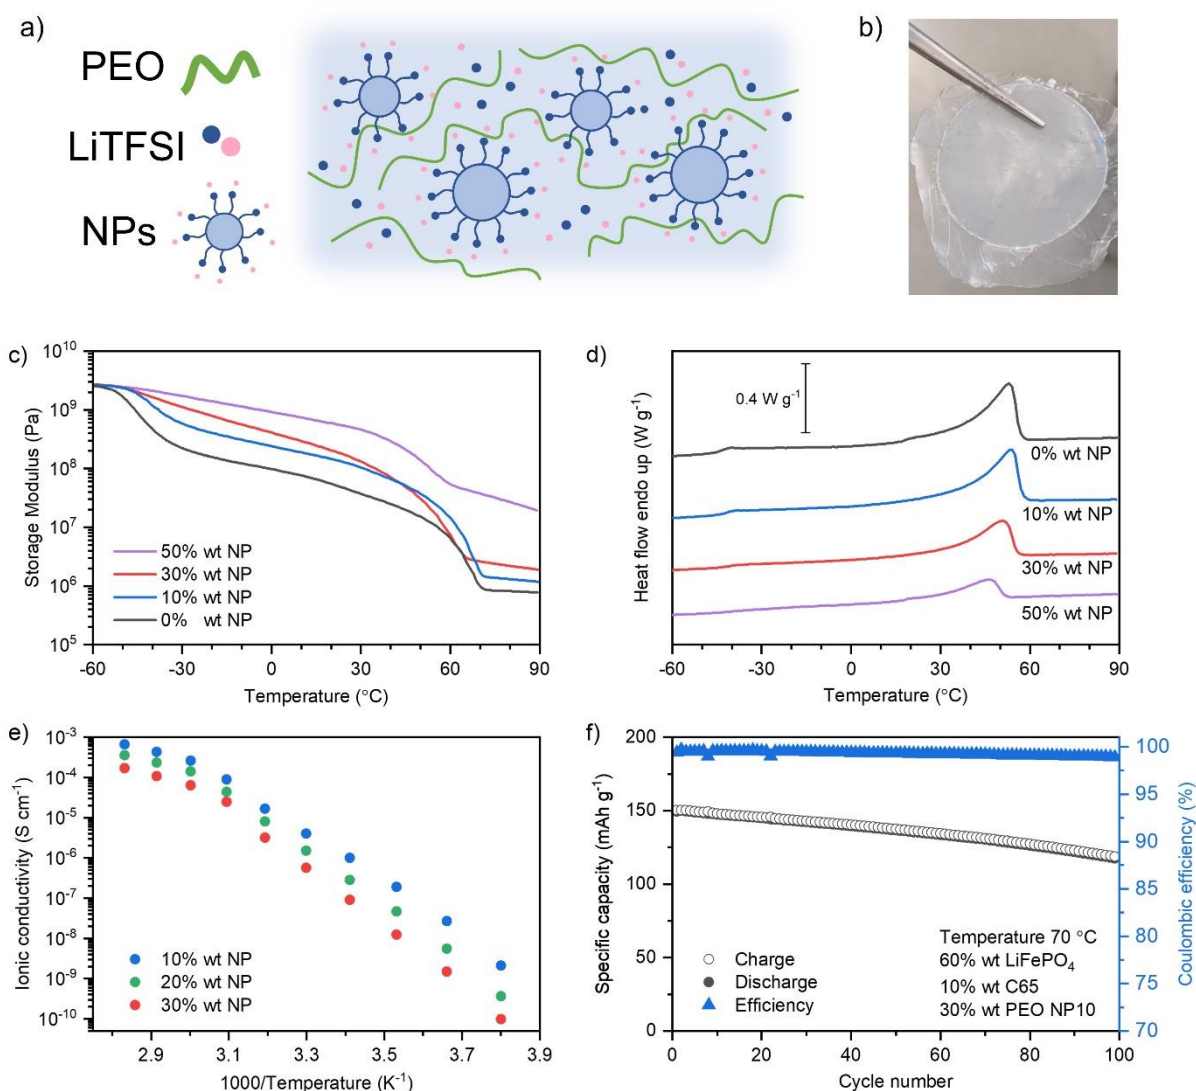 a)
PEO
LiTFSI
NPs
b)
c)
10^10
10^9
10^8
10^7
10^6
10^5
Storage Modulus (Pa)
50% wt NP
30% wt NP
10% wt NP
0% wt NP
-60 -30 0 30 60 90
Temperature (°C)
d)
Heat flow endo up (W g^-1)
0.4 W g^-1
0% wt NP
10% wt NP
30% wt NP
50% wt NP
-60 -30 0 30 60 90
Temperature (°C)
e)
10^-3
10^-4
10^-5
10^-6
10^-7
10^-8
10^-9
10^-10
Ionic conductivity (S cm^-1)
10% wt NP
20% wt NP
30% wt NP
2.9 3.1 3.3 3.5 3.7 3.9
1000/Temperature (K^-1)
f)
200
150
100
50
0
Specific capacity (mAh g^-1)
Charge
Discharge
Efficiency
Temperature 70 °C
60% wt LiFePO₄
10% wt C65
30% wt PEO NP10
100
95
90
85
80
75
70
Coulombic efficiency (%)
0 20 40 60 80 100
Cycle number